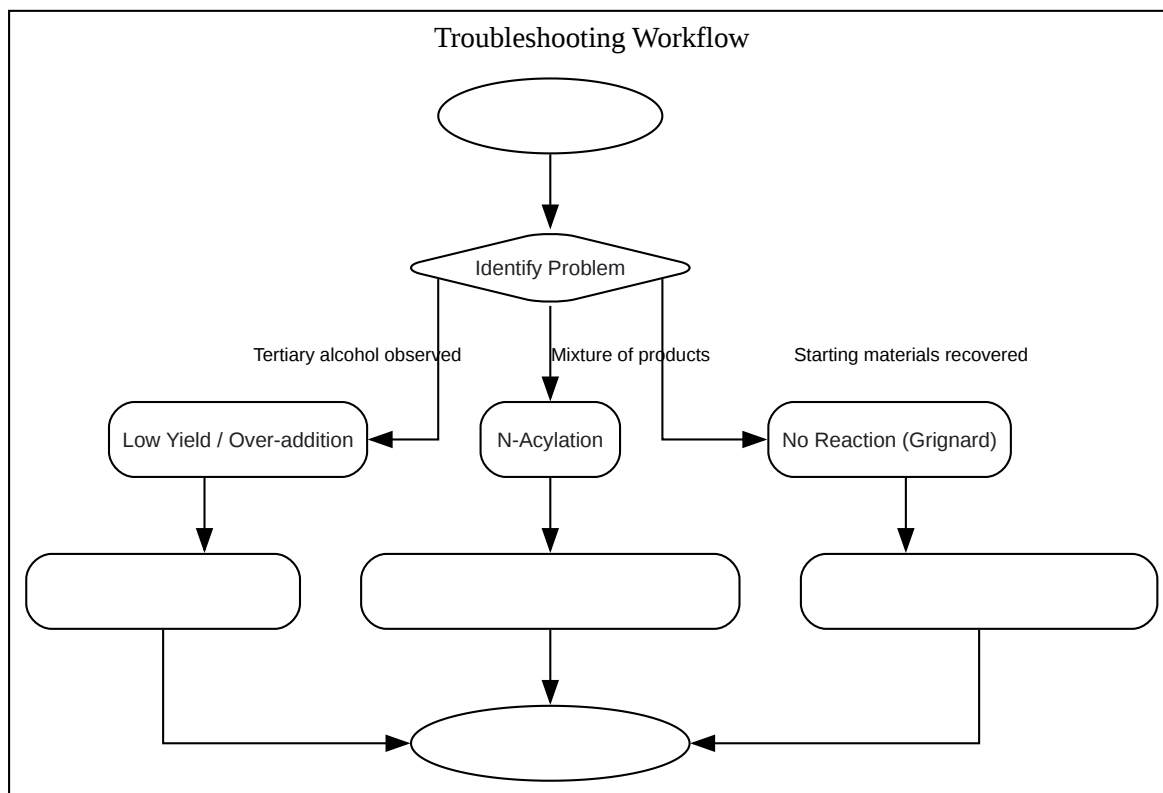 Troubleshooting Workflow
Identify Problem
Tertiary alcohol observed
Mixture of products
Starting materials recovered
Low Yield / Over-addition
N-Acylation
No Reaction (Grignard)